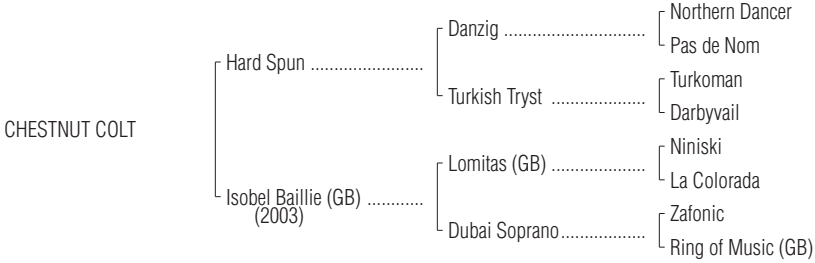 Northern Dancer
Danzig ..............................
Pas de Nom
Hard Spun ........................
Turkoman
Turkish Tryst ....................
Darbyvail
CHESTNUT COLT
Niniski
Lomitas (GB) ....................
La Colorada
Isobel Baillie (GB) ............
(2003)
Zafonic
Dubai Soprano..................
Ring of Music (GB)